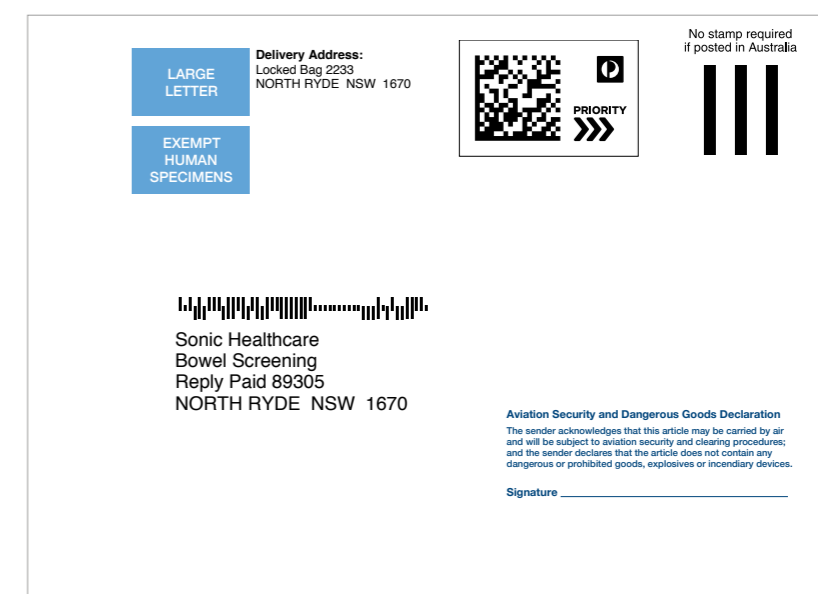 LARGE
LETTER
Delivery Address:
Locked Bag 2233
NORTH RYDE  NSW  1670
PRIORITY
No stamp required
if posted in Australia
EXEMPT
HUMAN
SPECIMENS
Sonic Healthcare
Bowel Screening
Reply Paid 89305
NORTH RYDE  NSW  1670
Aviation Security and Dangerous Goods Declaration
The sender acknowledges that this article may be carried by air
and will be subject to aviation security and clearing procedures;
and the sender declares that the article does not contain any
dangerous or prohibited goods, explosives or incendiary devices.
Signature